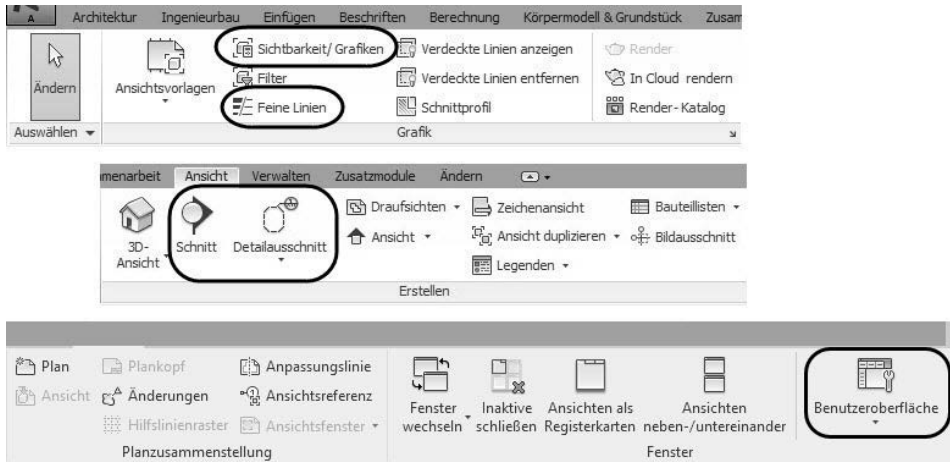 A
Architektur Ingenieurbau Einfügen Beschriften Berechnung Körpermodell & Grundstück Zusam
Ändern
Ansichtsvorlagen
Sichtbarkeit/ Grafiken
Filter
Feine Linien
Verdeckte Linien anzeigen
Verdeckte Linien entfernen
Schnittprofil
Render
In Cloud rendern
Render-Katalog
Auswählen
Grafik
menarbeit Ansicht Verwalten Zusatzmodule Ändern
3D-
Ansicht
Schnitt
Detailausschnitt
Draufsichten
Ansicht
Zeichenansicht
Ansicht duplizieren
Legenden
Bauteillisten
Bildausschnitt
Erstellen
Plan
Ansicht
Plankopf
Änderungen
Hilfslinienraster
Anpassungslinie
Ansichtsreferenz
Ansichtsfenster
Planzusammenstellung
Fenster
wechseln
Inaktive
schließen
Ansichten als
Registerkarten
Ansichten
neben-/untereinander
Benutzeroberfläche
Fenster